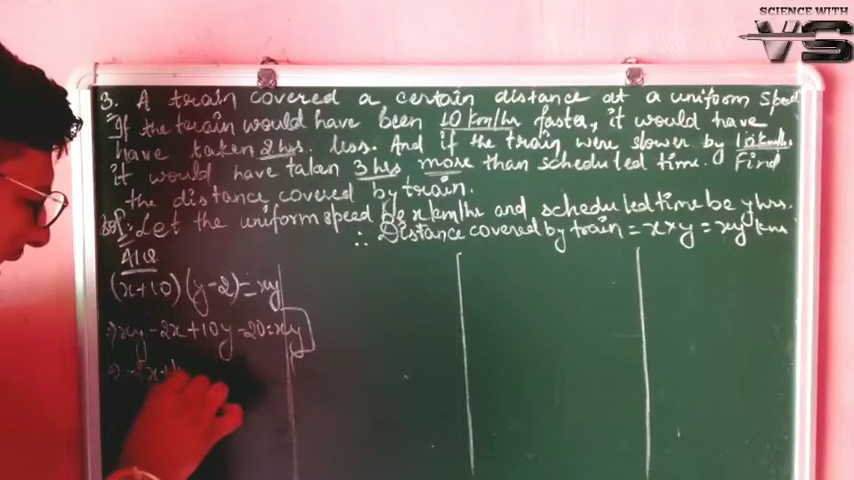 SCIENCE WITH
VS
3. A train covered a certain distance at a uniform speed
If the train would have been 10 km/hr faster, it would have
have taken 2 hrs. less. And if the train were slower by 10 km/hr.
it would have taken 3 hrs more than scheduled time. Find
the distance covered by train.
Solⁿ: Let the uniform speed be x km/hr and scheduled time be y hrs.
∴ Distance covered by train = x × y = xy kms
A/Q
(x+10)(y-2)=xy
⇒ xy-2x+10y-20=xy
⇒ -2x+